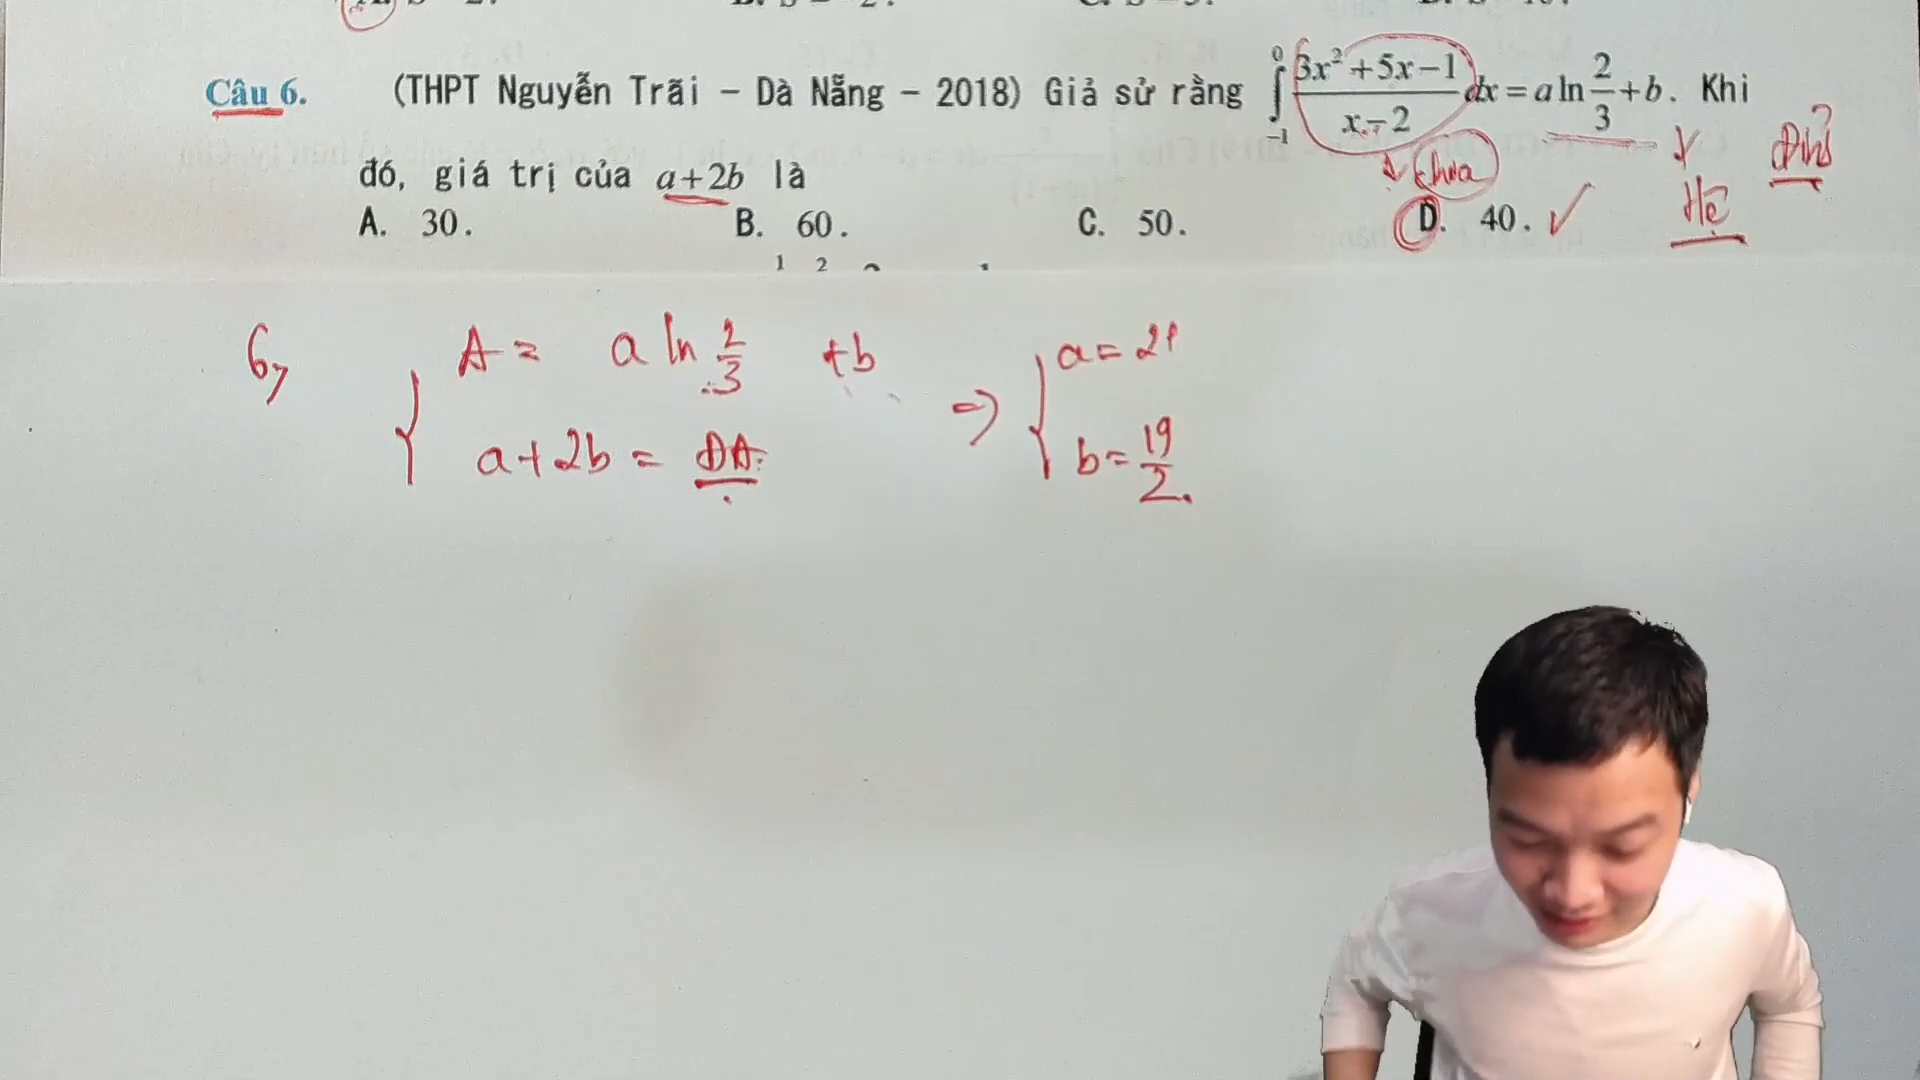 Câu 6. (THPT Nguyễn Trãi - Dà Nẵng - 2018) Giả sử rằng ∫_{-1}^{0} (3x²+5x-1)/(x-2) dx = a ln 2/3 + b. Khi
đó, giá trị của a+2b là
chưa
Đủ
Hệ
A. 30. B. 60. C. 50. D. 40. ✓
6, { A = a ln 2/3 + b
a+2b = ĐA.
=> { a = 21
b = 19/2.